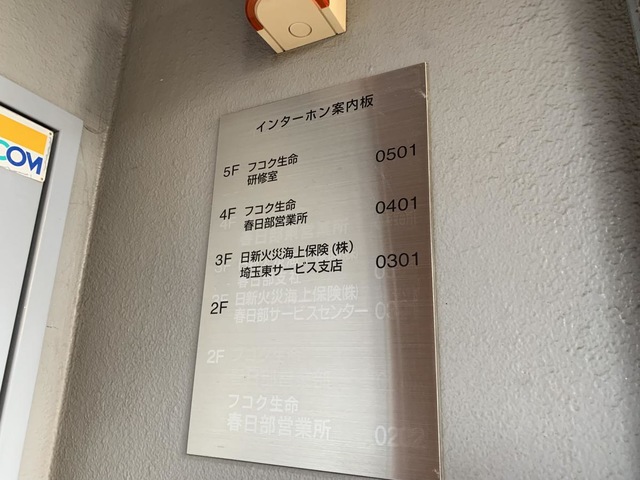 インターホン案内板
5F フコク生命 0501
研修室
4F フコク生命 0401
春日部営業所
3F 日新火災海上保険(株) 0301
埼玉東サービス支店
2F 日新火災海上保険㈱
春日部サービスセンター
2F
フコク生命
春日部営業所
COM